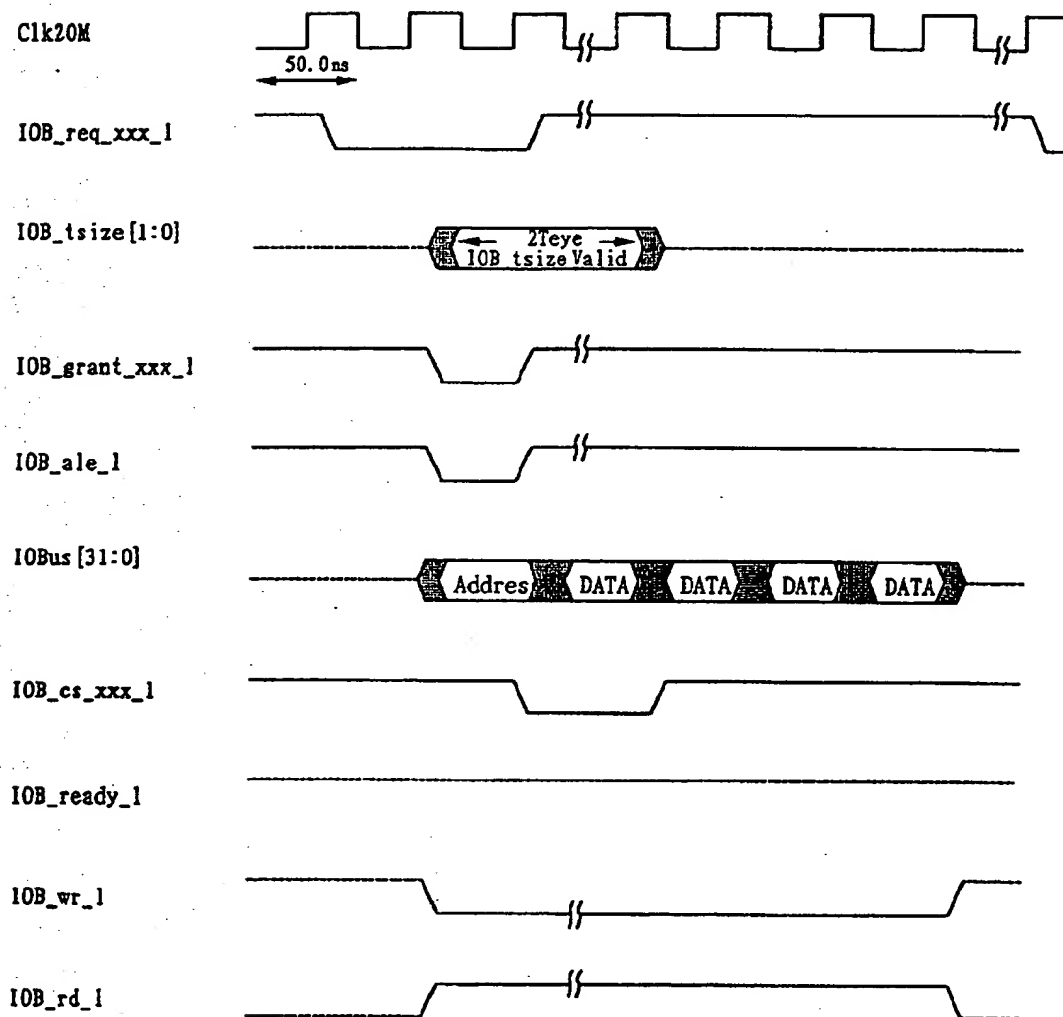 Clk20M
50.0ns
IOB_req_xxx_l
IOB_tsize[1:0]
2Teye
IOB tsize Valid
IOB_grant_xxx_l
IOB_ale_l
IOBus[31:0]
Addres DATA DATA DATA DATA
IOB_cs_xxx_l
IOB_ready_l
IOB_wr_l
IOB_rd_l